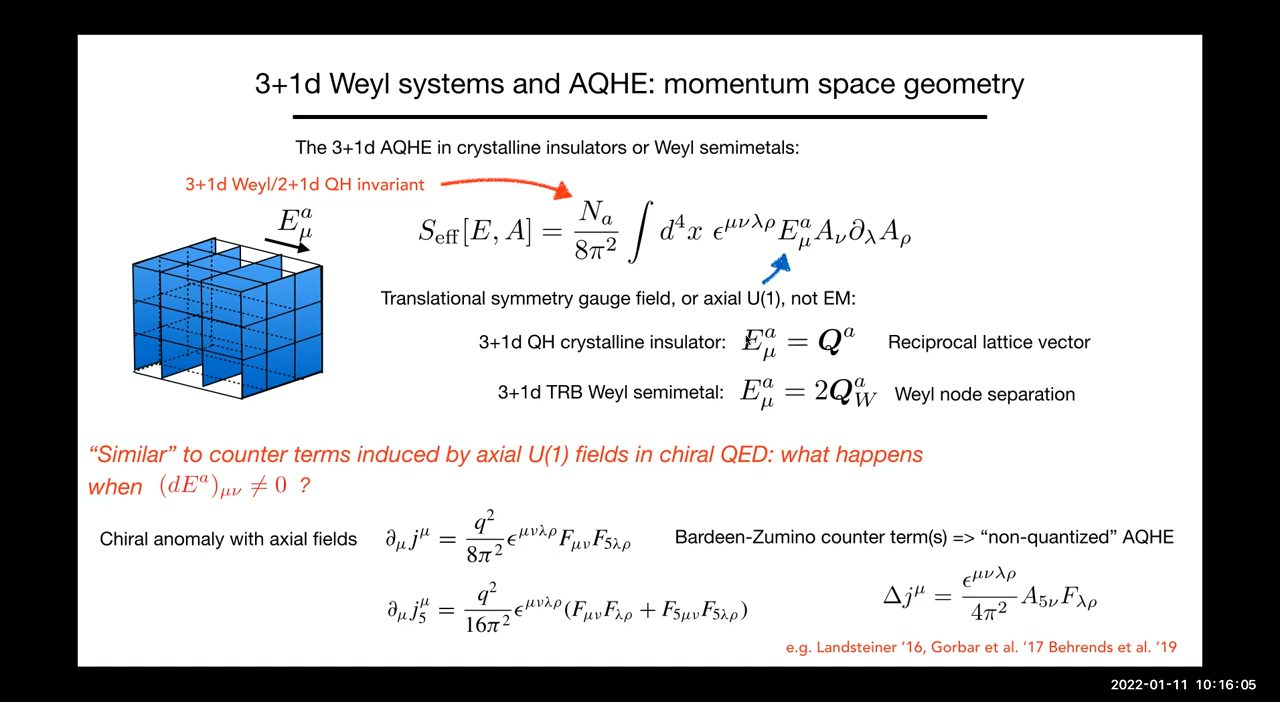 3+1d Weyl systems and AQHE: momentum space geometry
The 3+1d AQHE in crystalline insulators or Weyl semimetals:
3+1d Weyl/2+1d QH invariant
E^a_μ
S_eff[E, A] = N_a/8π² ∫ d⁴x ε^{μνλρ} E^a_μ A_ν ∂_λ A_ρ
Translational symmetry gauge field, or axial U(1), not EM:
3+1d QH crystalline insulator: E^a_μ = Q^a Reciprocal lattice vector
3+1d TRB Weyl semimetal: E^a_μ = 2Q^a_W Weyl node separation
“Similar” to counter terms induced by axial U(1) fields in chiral QED: what happens
when (dE^a)_{μν} ≠ 0 ?
Chiral anomaly with axial fields ∂_μ j^μ = q²/8π² ε^{μνλρ} F_{μν} F_{5λρ} Bardeen-Zumino counter term(s) => “non-quantized” AQHE
∂_μ j^μ_5 = q²/16π² ε^{μνλρ} (F_{μν} F_{λρ} + F_{5μν} F_{5λρ}) Δj^μ = ε^{μνλρ}/4π² A_{5ν} F_{λρ}
e.g. Landsteiner ’16, Gorbar et al. ’17 Behrends et al. ’19
2022-01-11 10:16:05